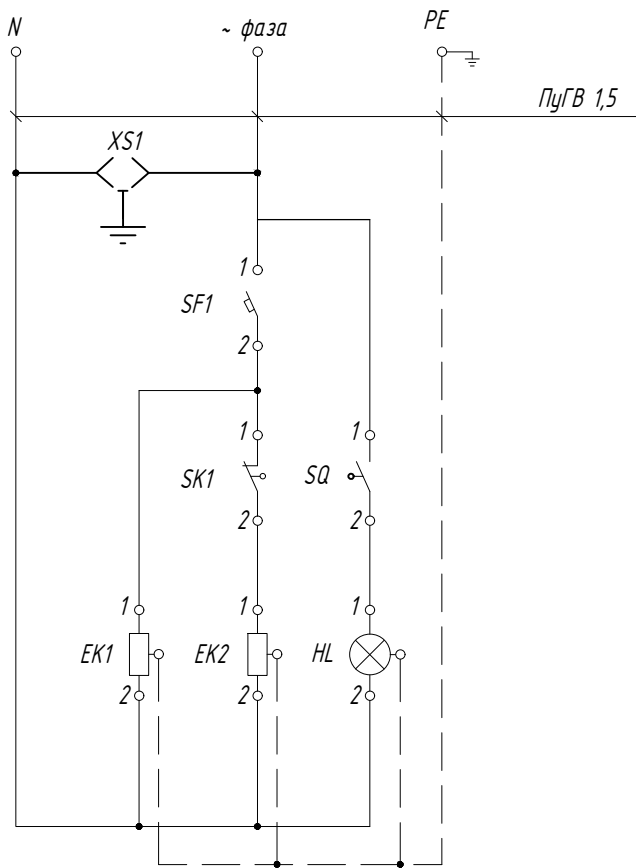 N ~ фаза PE
ПуГВ 1,5
XS1
1
SF1
2
1 1
SK1 SQ
2 2
1 1 1
EK1 EK2 HL
2 2 2